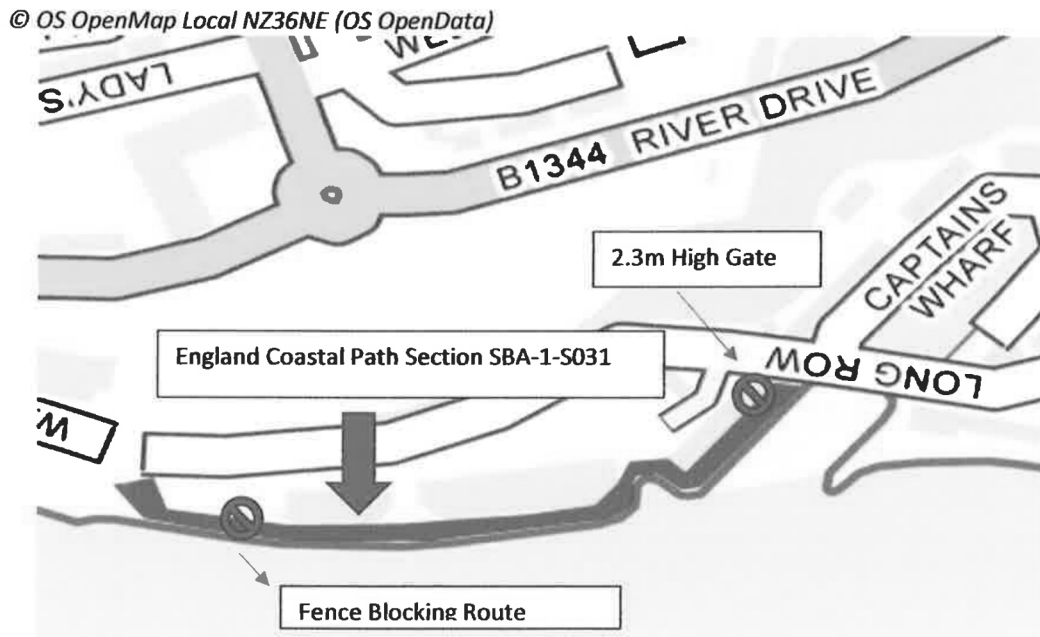 © OS OpenMap Local NZ36NE (OS OpenData)
LADY'S
B1344 RIVER DRIVE
2.3m High Gate
CAPTAINS
WHARF
England Coastal Path Section SBA-1-S031
LONG ROW
Fence Blocking Route